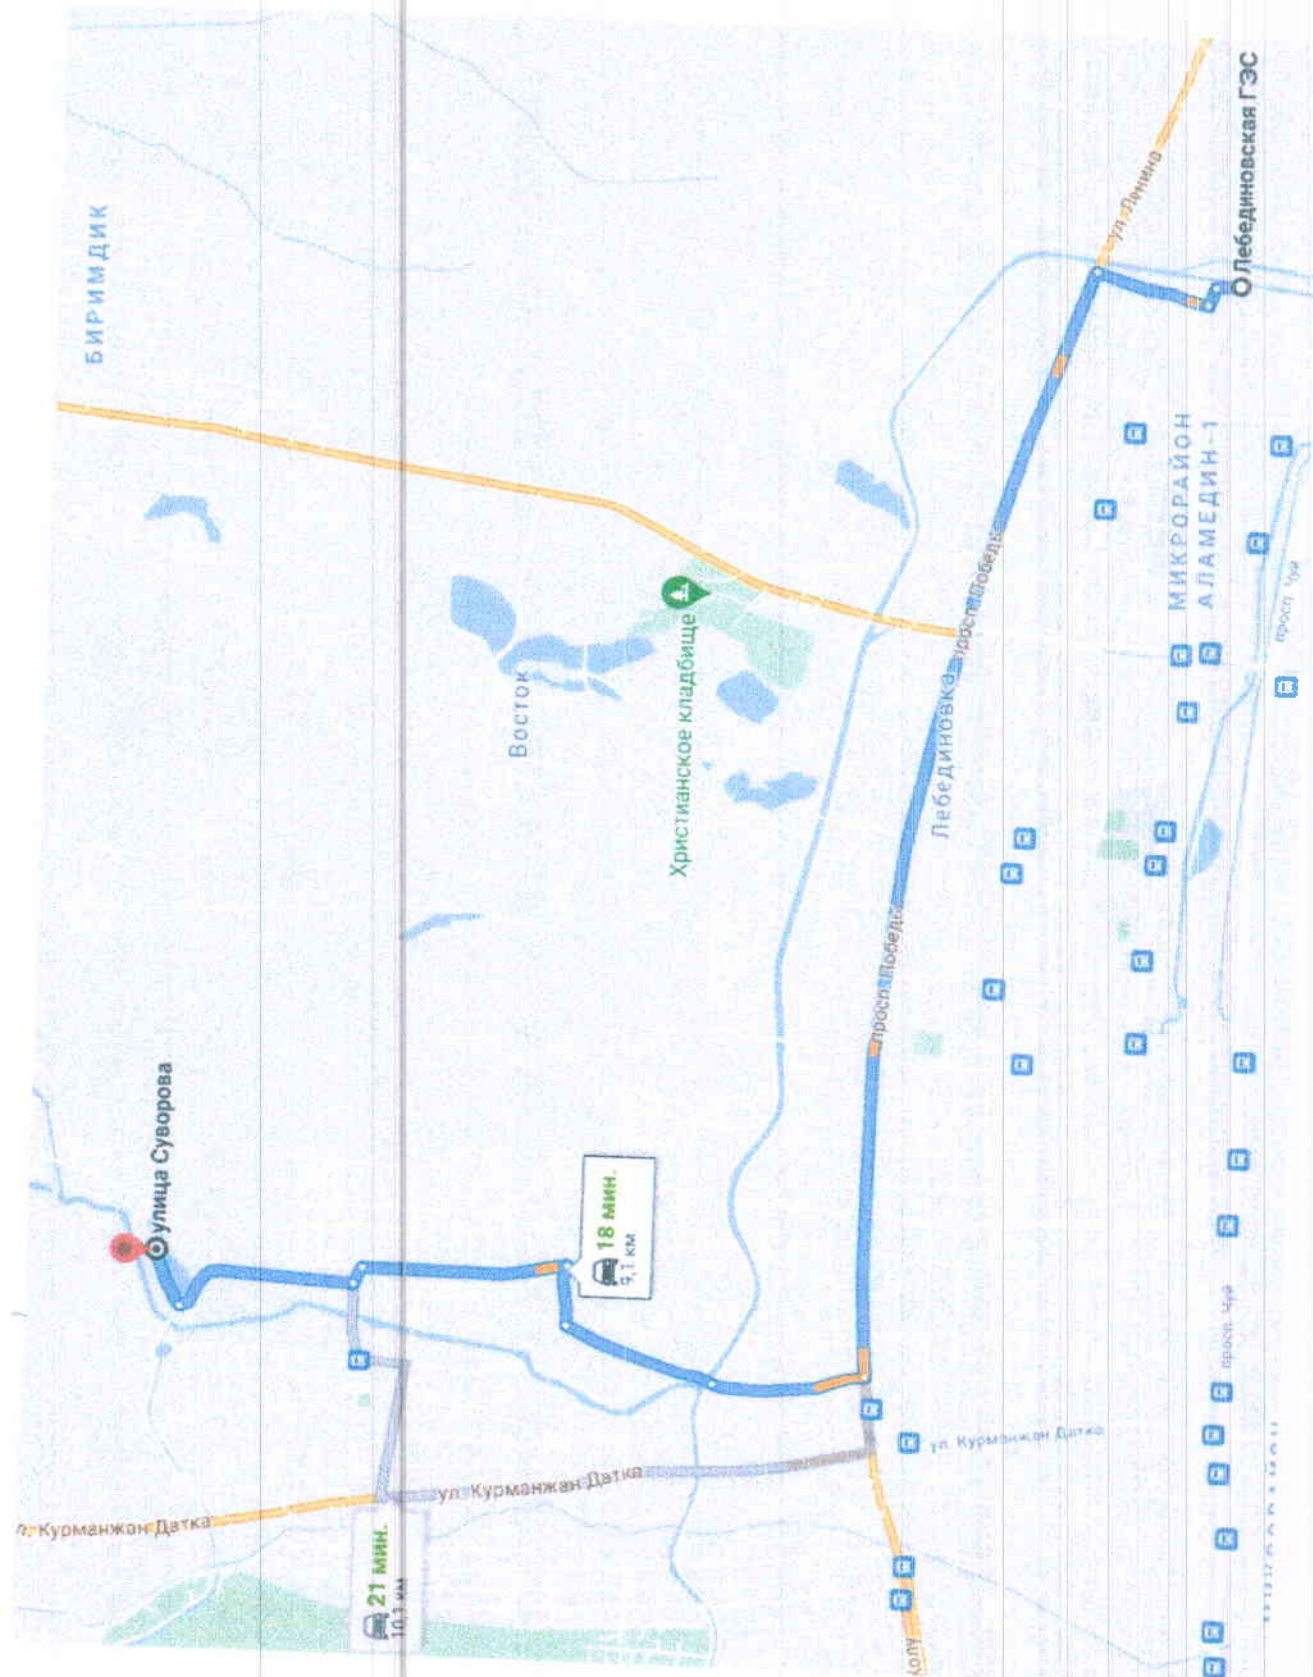 БИРИМДИК
улица Суворова
Восток
Христианское кладбище
18 мин.
9,1 км
21 мин.
10,1 км
ул. Курманжан Датка
ул. Курманжан Датка
ул. Курманжан Датка
просп. Победы
просп. Победы
Лебединовка
ул. Ленина
Лебединовская ГЭС
МИКРОРАЙОН
АЛАМЕДИН-1
просп. Чуй
просп. Чуй